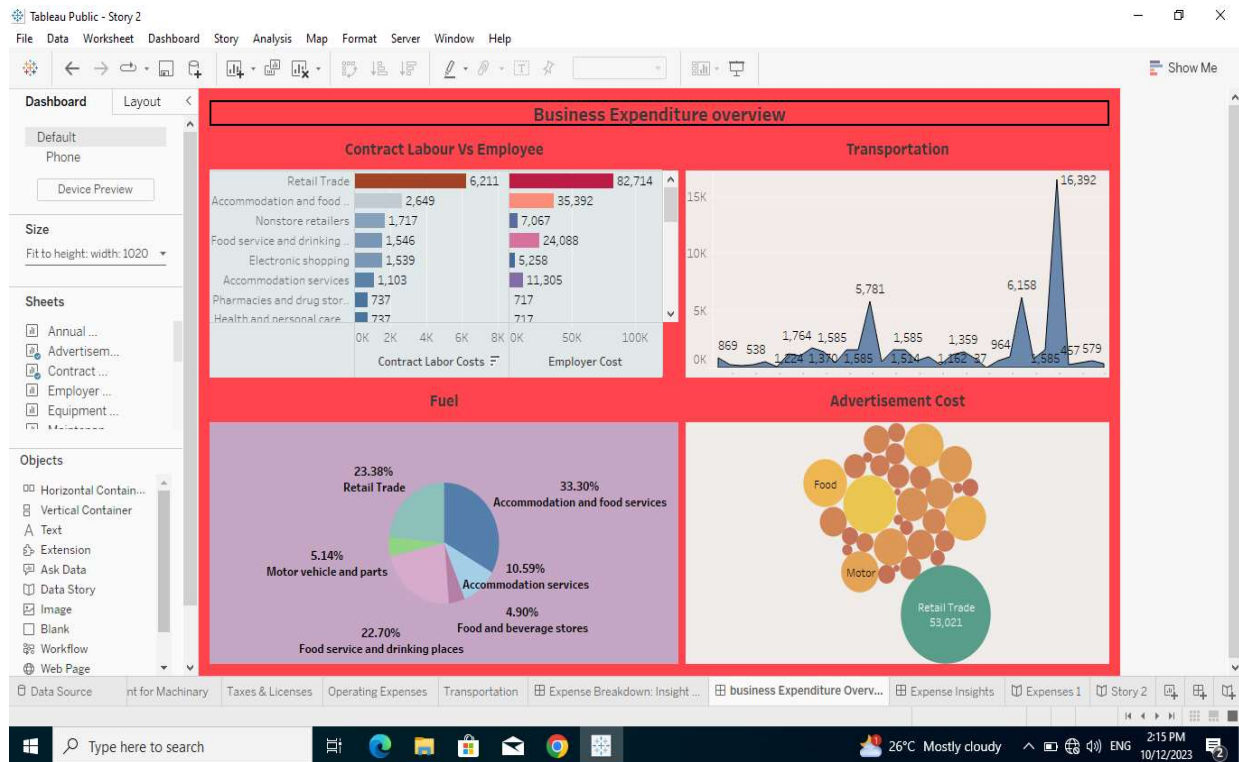 Tableau Public - Story 2
File Data Worksheet Dashboard Story Analysis Map Format Server Window Help
Show Me
Dashboard Layout
Default
Phone
Device Preview
Size
Fit to height: width: 1020
Sheets
Annual ...
Advertisem...
Contract ...
Employer ...
Equipment ...
Objects
Horizontal Contain...
Vertical Container
Text
Extension
Ask Data
Data Story
Image
Blank
Workflow
Web Page
Business Expenditure overview
Contract Labour Vs Employee
Retail Trade 6,211 82,714
Accommodation and food .. 2,649 35,392
Nonstore retailers 1,717 7,067
Food service and drinking .. 1,546 24,088
Electronic shopping 1,539 5,258
Accommodation services 1,103 11,305
Pharmacies and drug stor.. 737 717
Health and personal care 737 717
0K 2K 4K 6K 8K 0K 50K 100K
Contract Labor Costs Employer Cost
Transportation
16,392
15K
10K
5,781 6,158
5K
869 538 1,764 1,585 1,585 1,359 964
0K 1,224 1,370 1,585 1,514 1,162 37 1,585 457 579
Fuel
23.38%
Retail Trade
33.30%
Accommodation and food services
5.14%
Motor vehicle and parts
10.59%
Accommodation services
4.90%
Food and beverage stores
22.70%
Food service and drinking places
Advertisement Cost
Food
Motor
Retail Trade
53,021
Data Source nt for Machinary Taxes & Licenses Operating Expenses Transportation Expense Breakdown: Insight ... business Expenditure Overv... Expense Insights Expenses 1 Story 2
Type here to search
26°C Mostly cloudy ENG
2:15 PM
10/12/2023
2